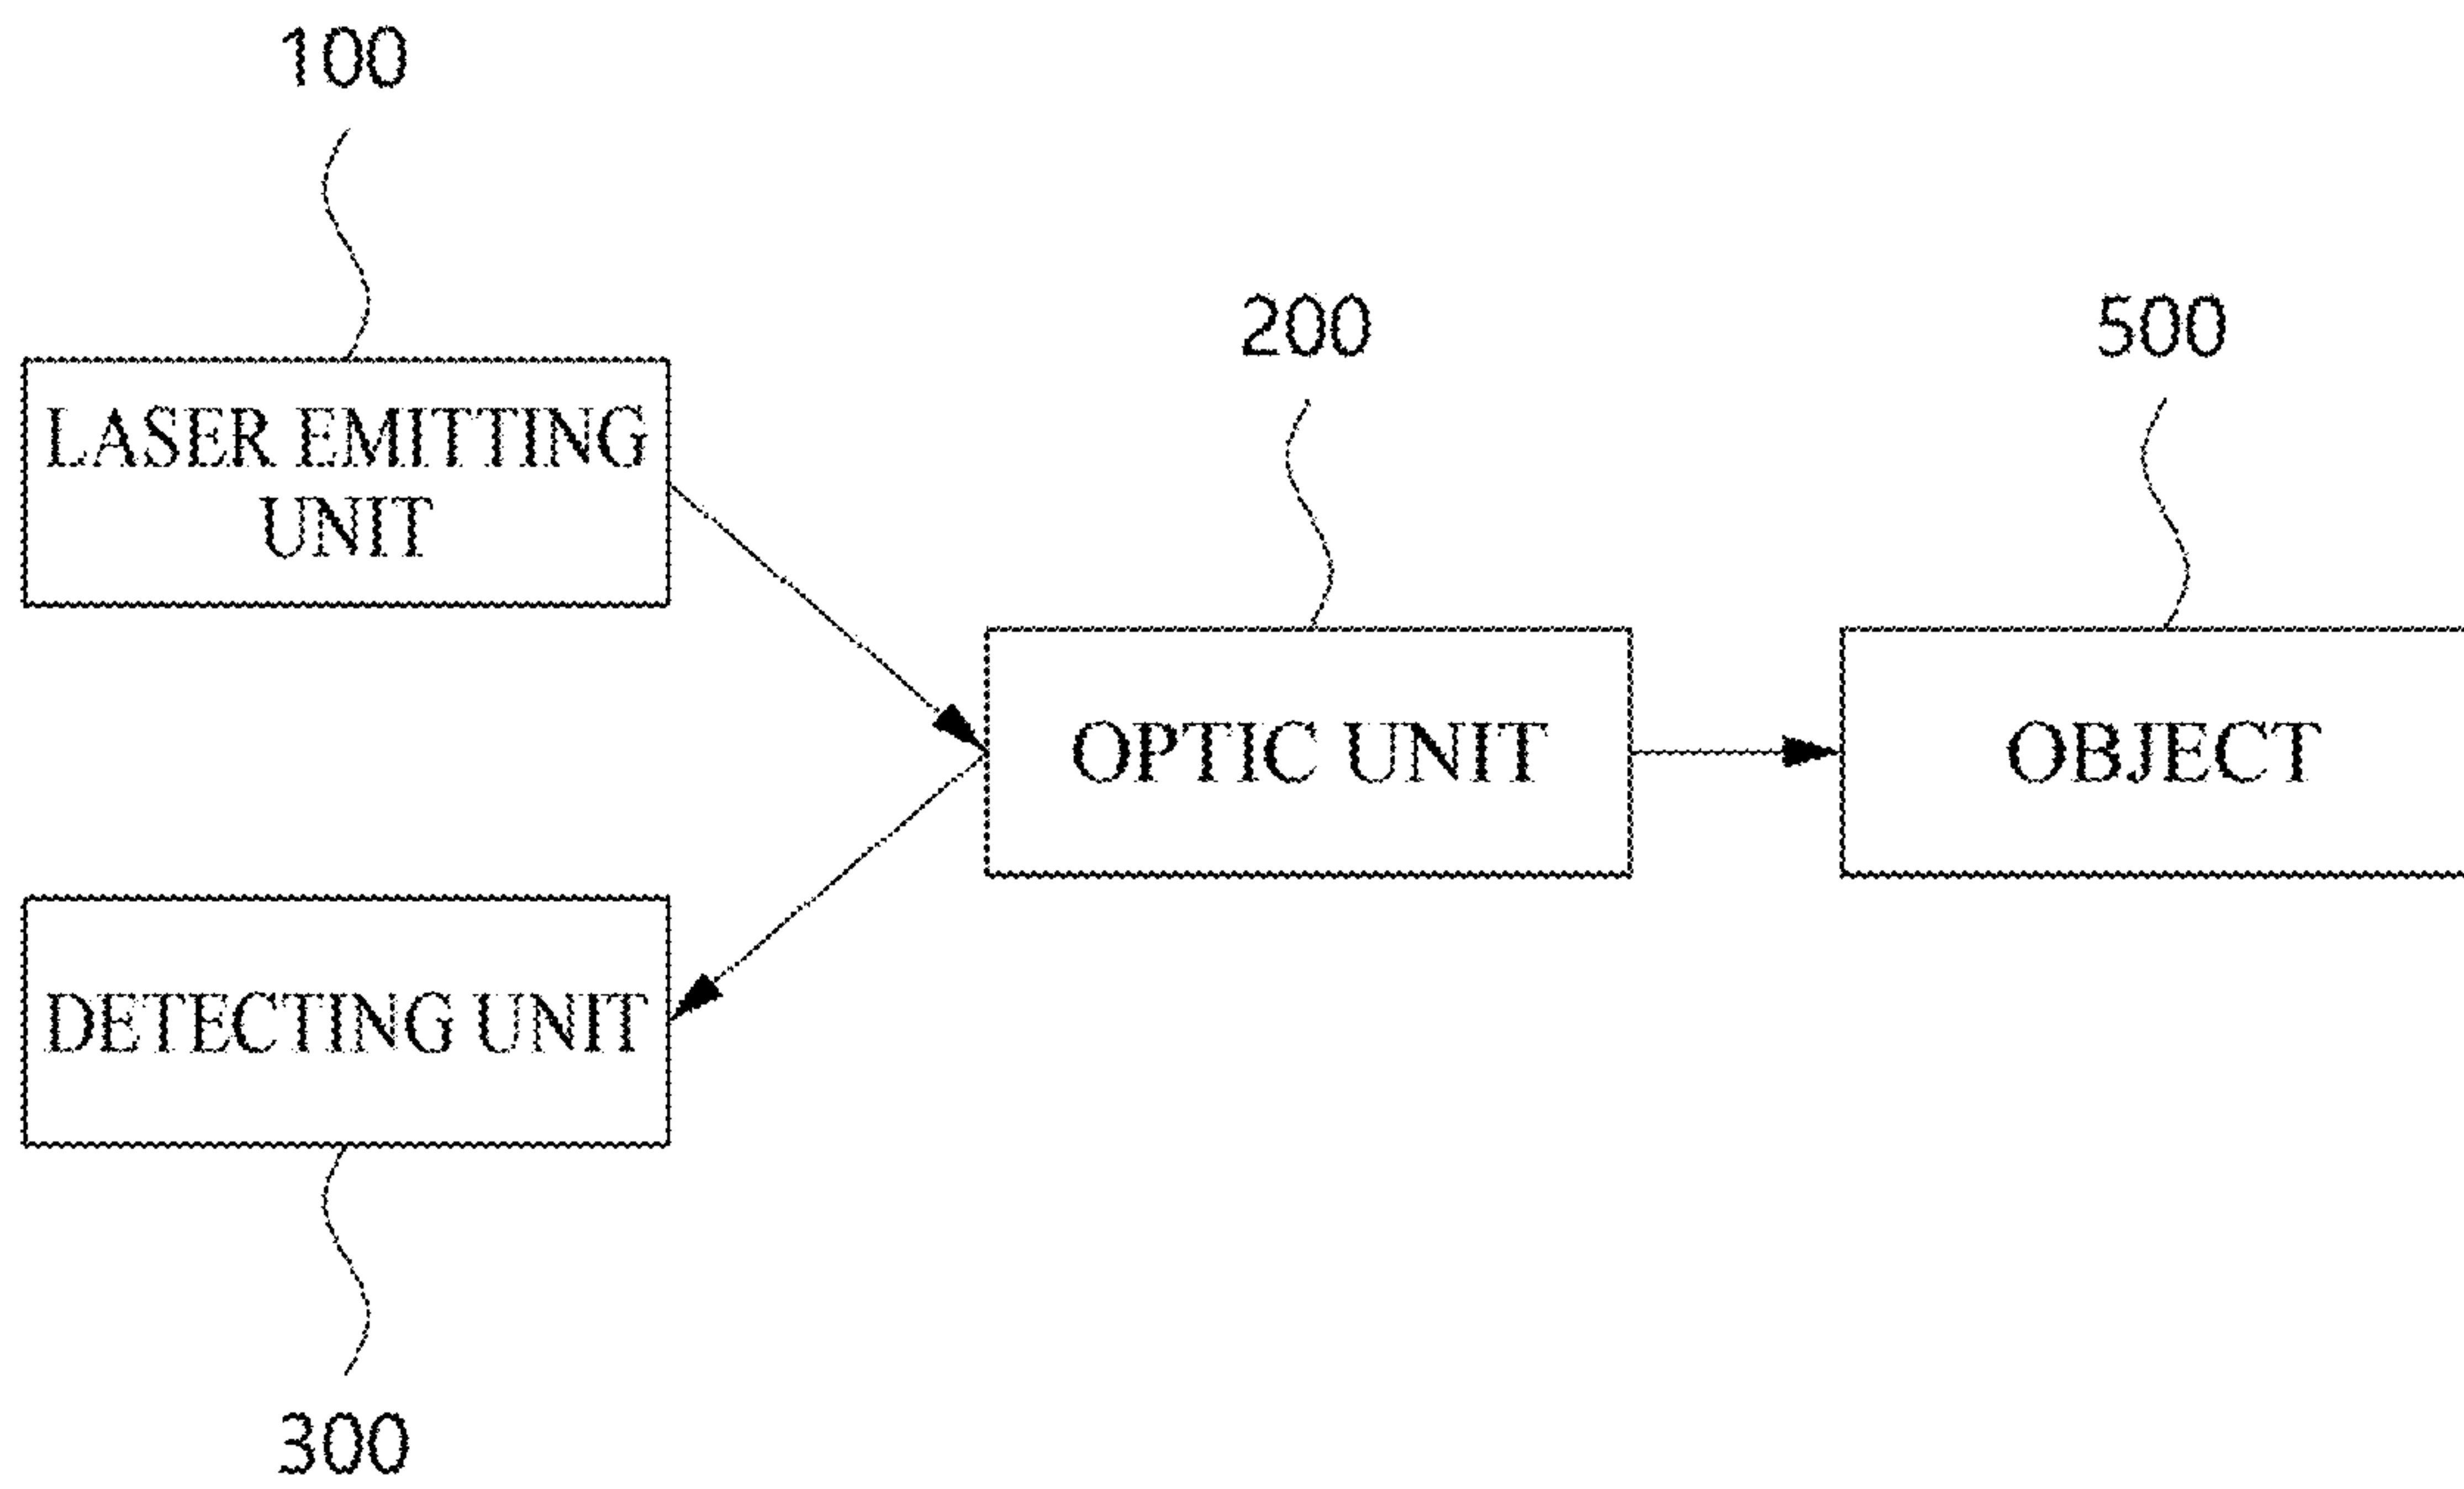 100
200
500
LASER EMITTING
UNIT
OPTIC UNIT
OBJECT
DETECTING UNIT
300